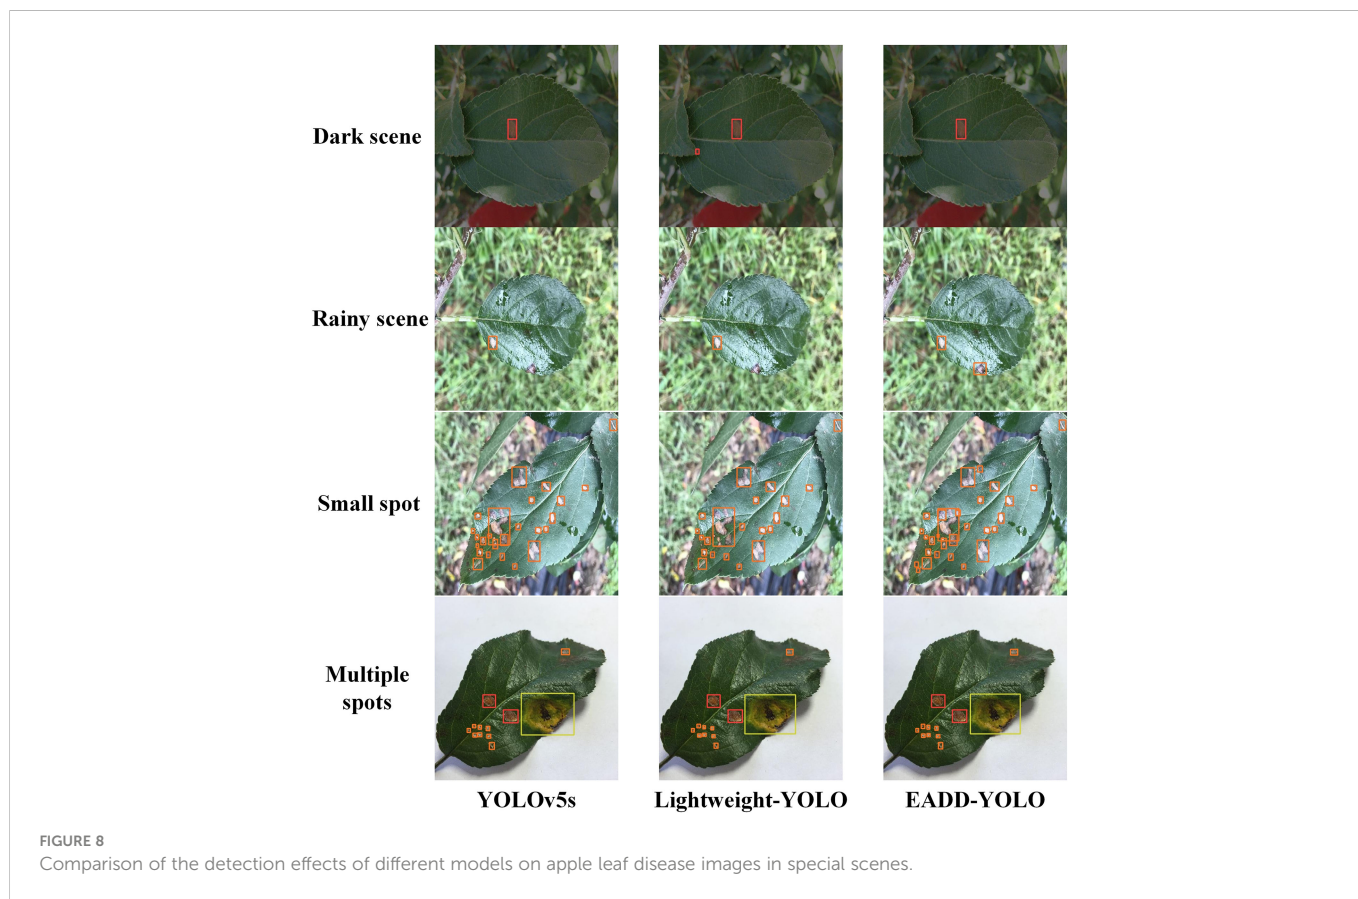 Dark scene
Rainy scene
Small spot
Multiple
spots
YOLOv5s
Lightweight-YOLO
EADD-YOLO
FIGURE 8
Comparison of the detection effects of different models on apple leaf disease images in special scenes.